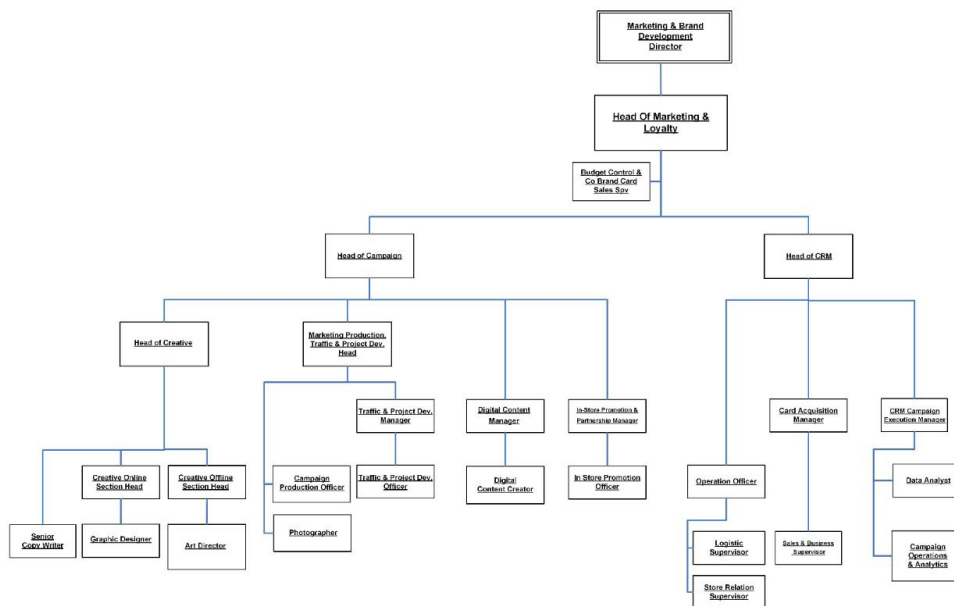 Marketing & Brand
Development
Director
Head Of Marketing &
Loyalty
Budget Control &
Co Brand Card
Sales Spv
Head of Campaign
Head of CRM
Head of Creative
Marketing Production,
Traffic & Project Dev.
Head
Traffic & Project Dev.
Manager
Digital Content
Manager
In-Store Promotion &
Partnership Manager
Card Acquisition
Manager
CRM Campaign
Execution Manager
Creative Online
Section Head
Creative Offline
Section Head
Campaign
Production Officer
Traffic & Project Dev.
Officer
Digital
Content Creator
In Store Promotion
Officer
Operation Officer
Data Analyst
Senior
Copy Writer
Graphic Designer
Art Director
Photographer
Logistic
Supervisor
Sales & Business
Supervisor
Campaign
Operations
& Analytics
Store Relation
Supervisor